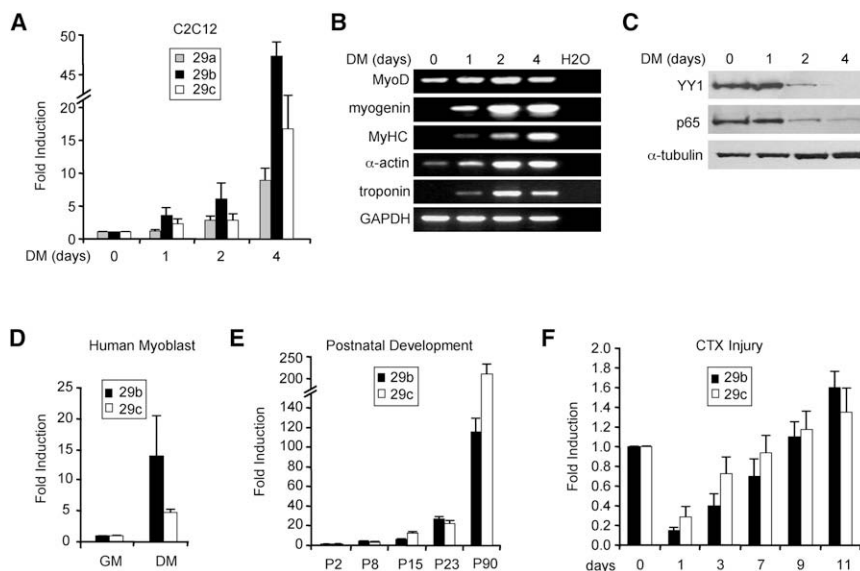 A
C2C12
29a
29b
29c
Fold Induction
50
45
20
15
10
5
0
DM (days)
0 1 2 4
B
DM (days) 0 1 2 4 H2O
MyoD
myogenin
MyHC
α-actin
troponin
GAPDH
C
DM (days) 0 1 2 4
YY1
p65
α-tubulin
D
Human Myoblast
29b
29c
Fold Induction
25
20
15
10
5
0
GM DM
E
Postnatal Development
29b
29c
Fold Induction
250
200
140
120
100
80
60
40
20
0
P2 P8 P15 P23 P90
F
CTX Injury
29b
29c
Fold Induction
2.0
1.8
1.6
1.4
1.2
1.0
0.8
0.6
0.4
0.2
0.0
days 0 1 3 7 9 11